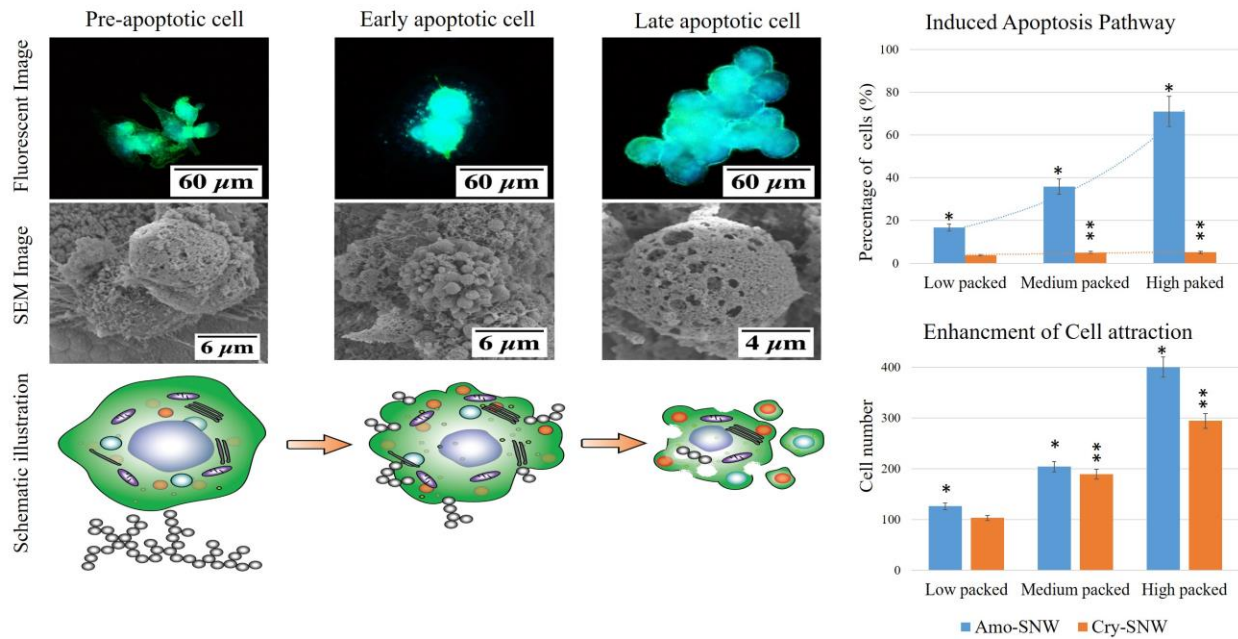 Pre-apoptotic cell
Early apoptotic cell
Late apoptotic cell
Fluorescent Image
60 µm
60 µm
60 µm
SEM Image
6 µm
6 µm
4 µm
Schematic illustration
Induced Apoptosis Pathway
Percentage of cells (%)
100
80
60
40
20
0
*
*
**
*
**
Low packed
Medium packed
High paked
Enhancment of Cell attraction
Cell number
400
300
200
100
0
*
*
**
*
**
Low packed
Medium packed
High packed
Amo-SNW
Cry-SNW